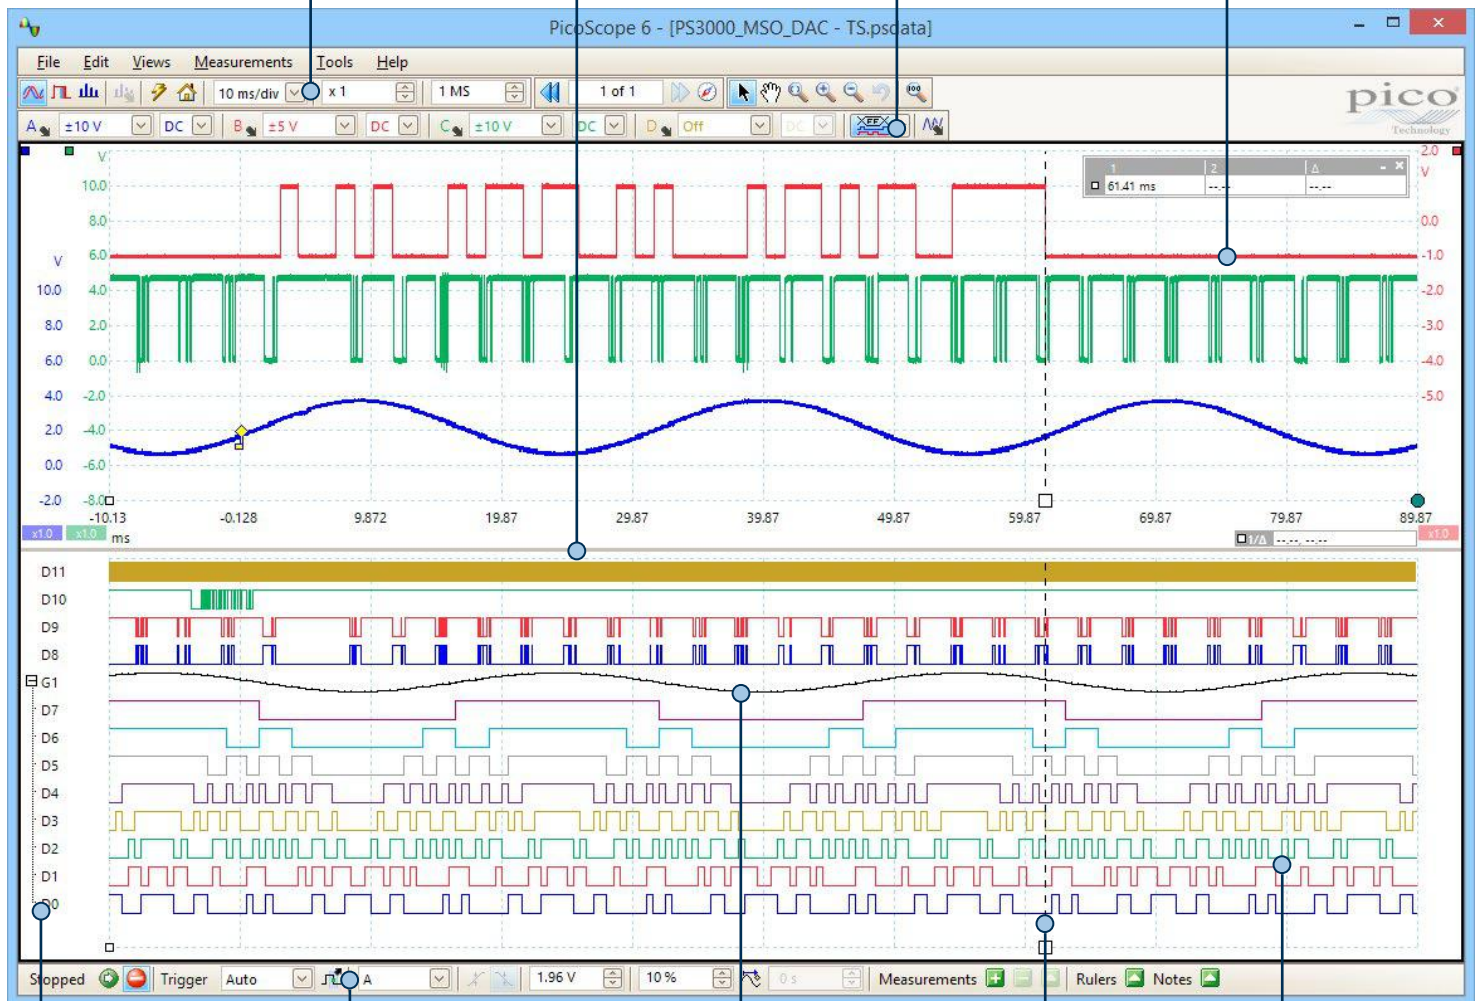 PicoScope 6 - [PS3000_MSO_DAC - TS.psdata]
File Edit Views Measurements Tools Help
10 ms/div x 1 1 MS 1 of 1 100
pico
Technology
A ±10 V DC B ±5 V DC C ±10 V DC D Off DC XFFX
V 2.0
V
1 2 Δ
61.41 ms --.-- --.--
10.0
8.0 0.0
V 6.0 -1.0
10.0 4.0 -2.0
8.0 2.0 -3.0
6.0 0.0 -4.0
4.0 -2.0 -5.0
2.0 -4.0
0.0 -6.0
-2.0 -8.0
-10.13 -0.128 9.872 19.87 29.87 39.87 49.87 59.87 69.87 79.87 89.87
x1.0 x1.0 ms 1/Δ --.--, --.-- x1.0
D11
D10
D9
D8
G1
D7
D6
D5
D4
D3
D2
D1
D0
Stopped Trigger Auto A 1.96 V 10 % 0 s Measurements Rulers Notes